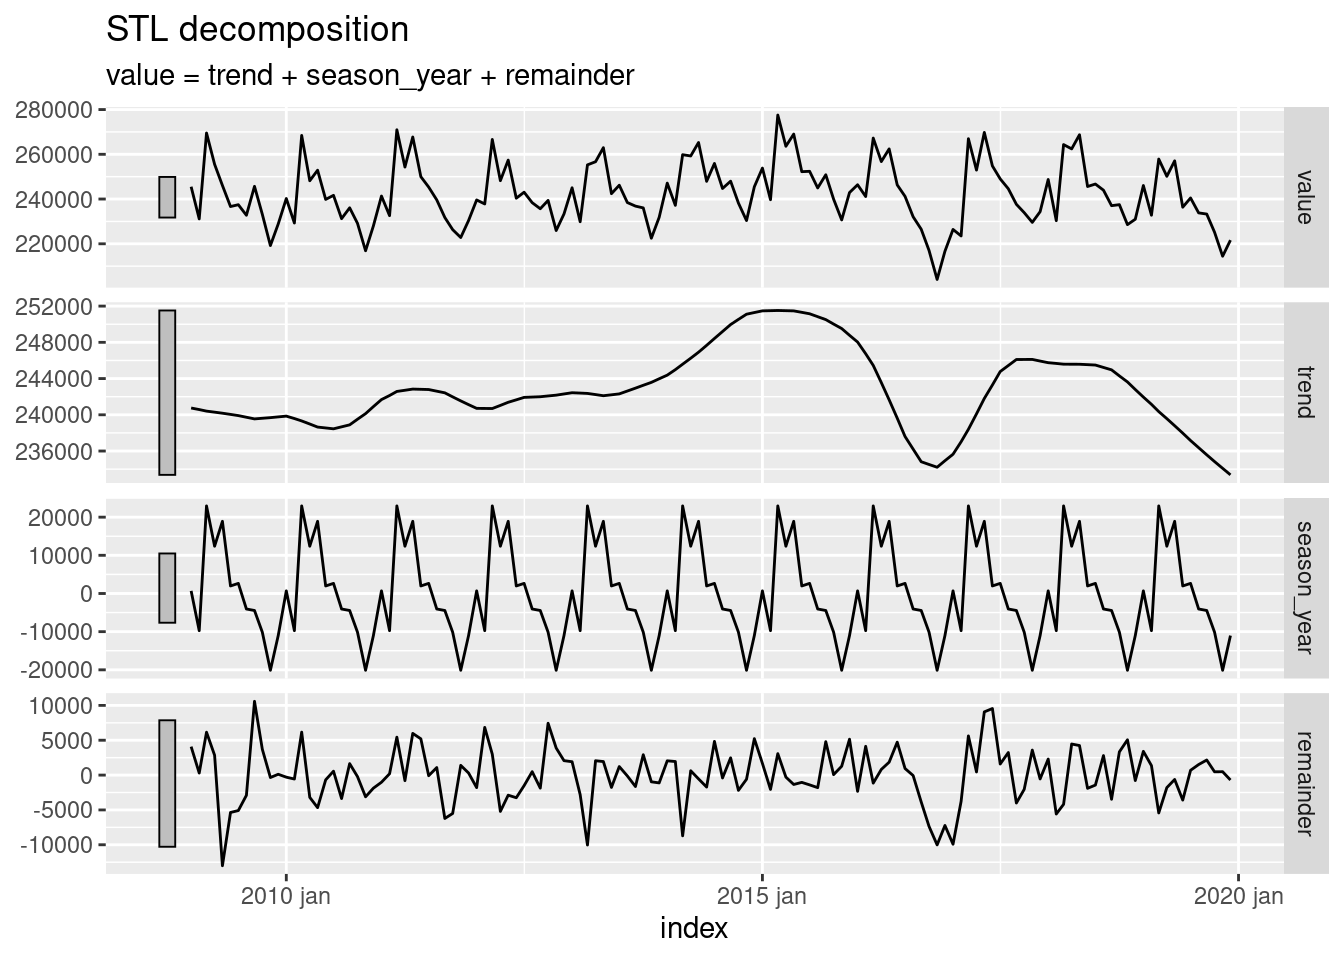 STL decomposition
value = trend + season_year + remainder
280000
260000
240000
220000
value
252000
248000
244000
240000
236000
trend
20000
10000
0
-10000
-20000
season_year
10000
5000
0
-5000
-10000
remainder
2010 jan
2015 jan
2020 jan
index